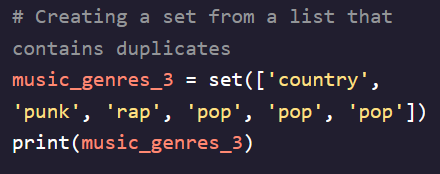 # Creating a set from a list that
contains duplicates
music_genres_3 = set(['country',
'punk', 'rap', 'pop', 'pop', 'pop'])
print(music_genres_3)